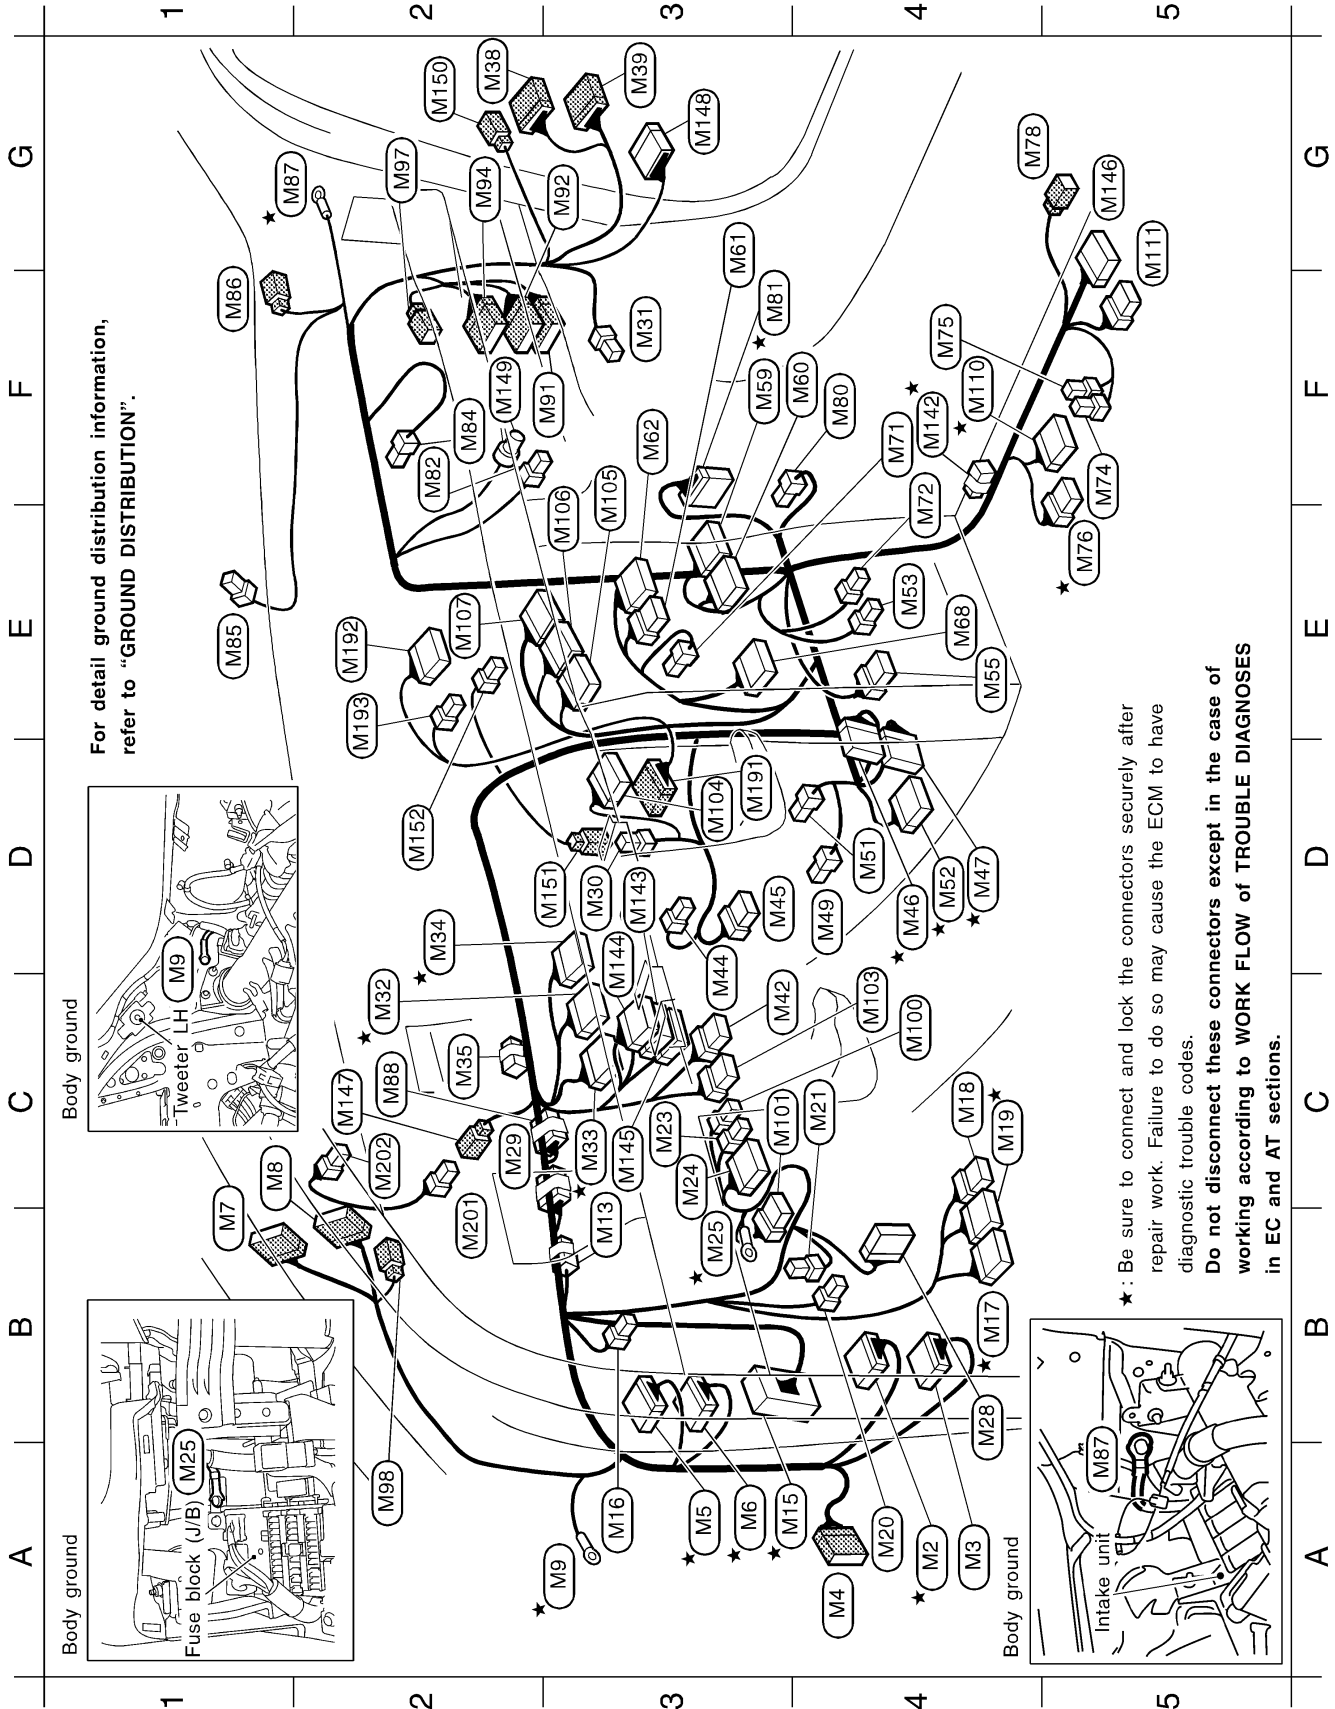 1
2
3
4
5
G
F
E
D
C
B
A
G
F
E
D
C
B
A
1
2
3
4
5
For detail ground distribution information,
refer to “GROUND DISTRIBUTION”.
Body ground
Tweeter LH
M9
Body ground
Fuse block (J/B)
M25
Body ground
Intake unit
M87
★: Be sure to connect and lock the connectors securely after
repair work. Failure to do so may cause the ECM to have
diagnostic trouble codes.
Do not disconnect these connectors except in the case of
working according to WORK FLOW of TROUBLE DIAGNOSES
in EC and AT sections.
M85
M86
★ M87
M97
M150
M38
M39
M94
M92
M148
M78
M146
M111
M31
M61
M81 ★
M59
M60
M80
M75
M110 ★
M142 ★
M71
M72
M74
M76 ★
M84
M82
M149
M91
M62
M105
M106
M107
M192
M193
M152
M53
M68
M55
M104
M191
M151
M30
M143
M144
M51
M49
M46 ★
M52 ★
M47 ★
M45
M44
M34 ★
M32 ★
M88
M35
M147
M202
M201
M29
M33 ★
M145
M13
M42
M103
M100
M101
M21
M23
M24
M25 ★
M18
M19 ★
M17 ★
M7
M8
M98
M9 ★
M16
M5 ★
M6 ★
M15 ★
M4
M20
M2 ★
M3
M28